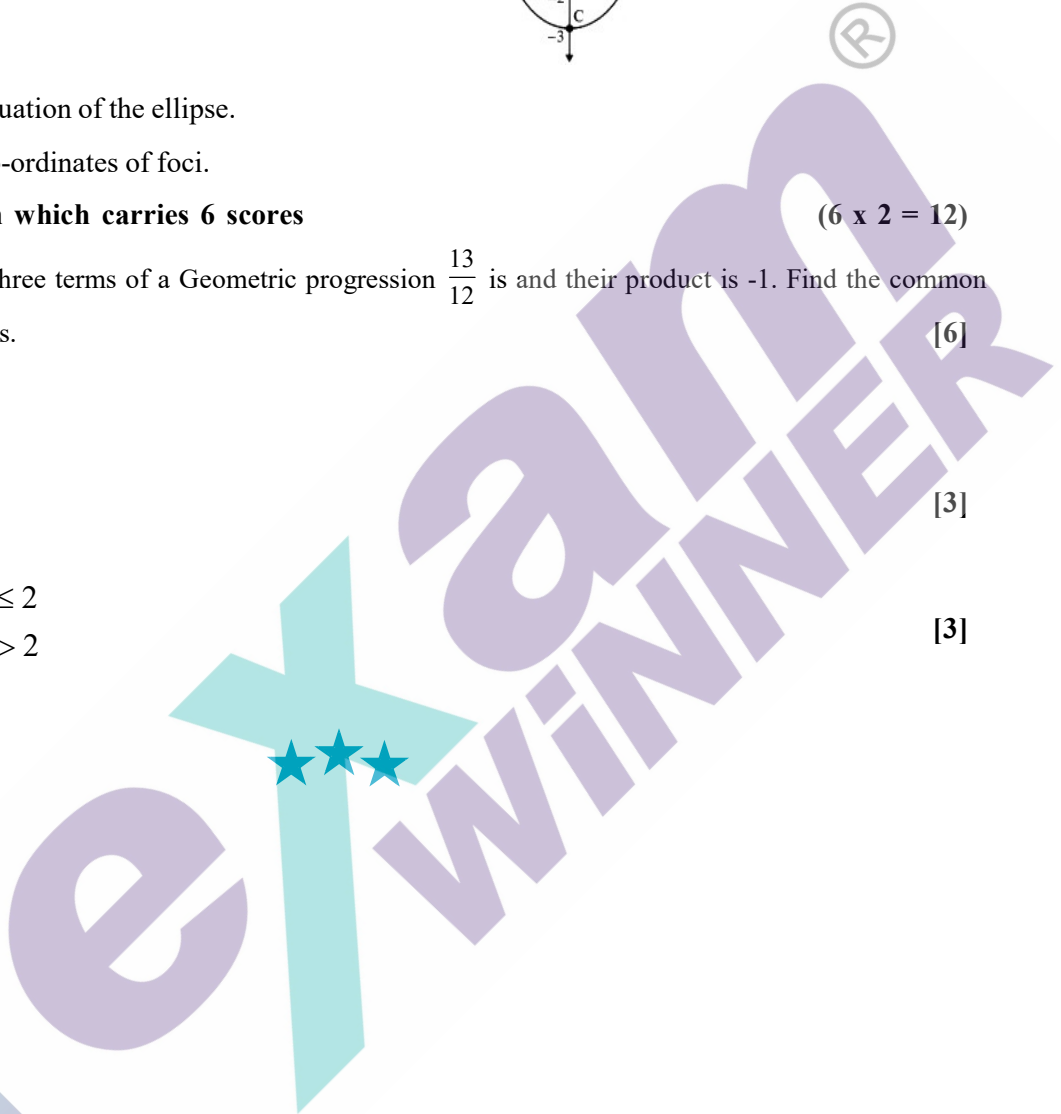 C
-3
®
uation of the ellipse.
-ordinates of foci.
which carries 6 scores (6 x 2 = 12)
hree terms of a Geometric progression 13/12 is and their product is -1. Find the common
s. [6]
[3]
≤ 2
> 2 [3]
exam
WiNNER